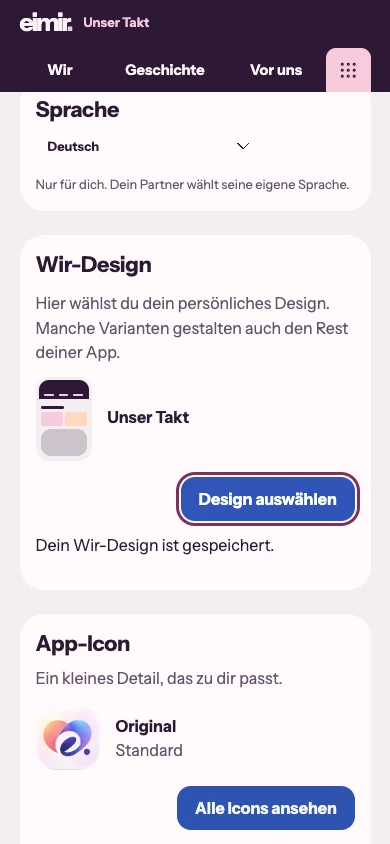 eimir. Unser Takt
Wir Geschichte Vor uns
Sprache
Deutsch
Nur für dich. Dein Partner wählt seine eigene Sprache.
Wir-Design
Hier wählst du dein persönliches Design.
Manche Varianten gestalten auch den Rest
deiner App.
Unser Takt
Design auswählen
Dein Wir-Design ist gespeichert.
App-Icon
Ein kleines Detail, das zu dir passt.
Original
Standard
Alle Icons ansehen